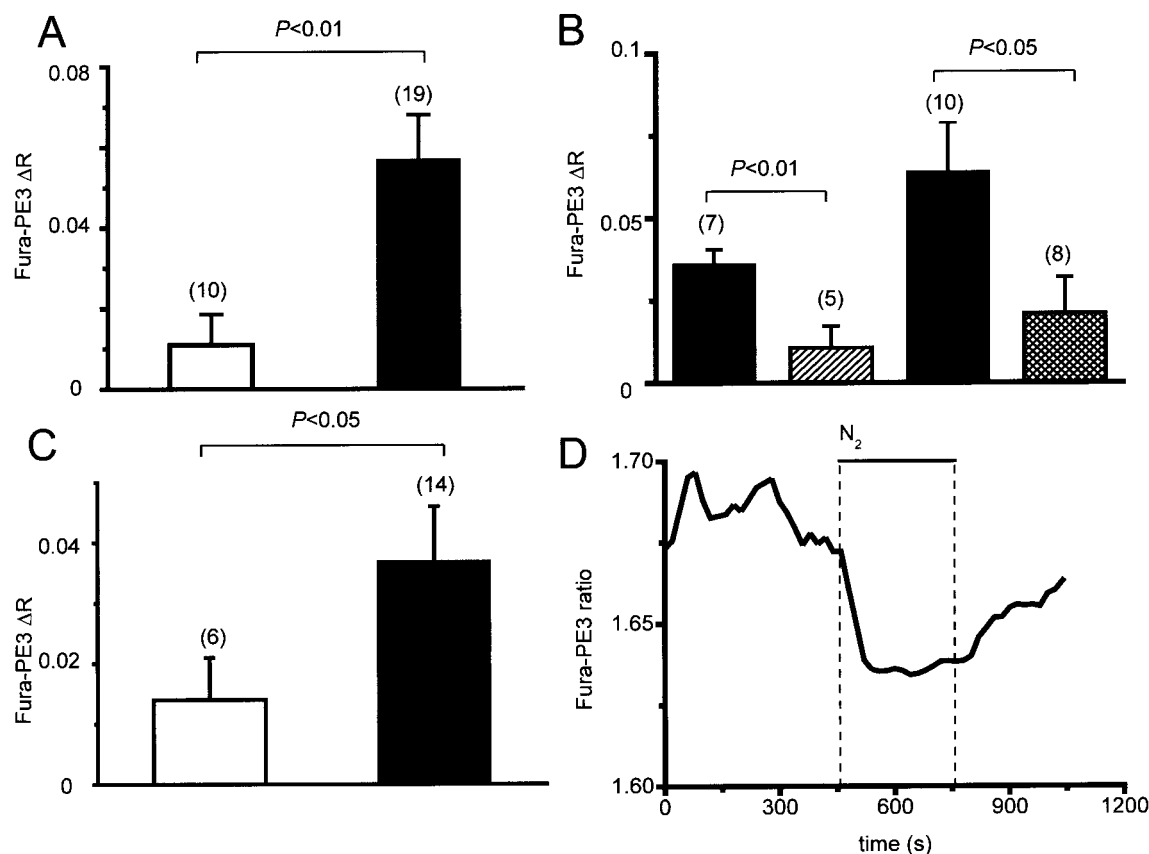 A
P<0.01
0.08
(19)
Fura-PE3 ΔR
0.04
(10)
0
B
0.1
P<0.05
(10)
P<0.01
Fura-PE3 ΔR
0.05
(7)
(8)
(5)
0
C
P<0.05
(14)
0.04
Fura-PE3 ΔR
(6)
0.02
0
D
N₂
1.70
Fura-PE3 ratio
1.65
1.60
0 300 600 900 1200
time (s)